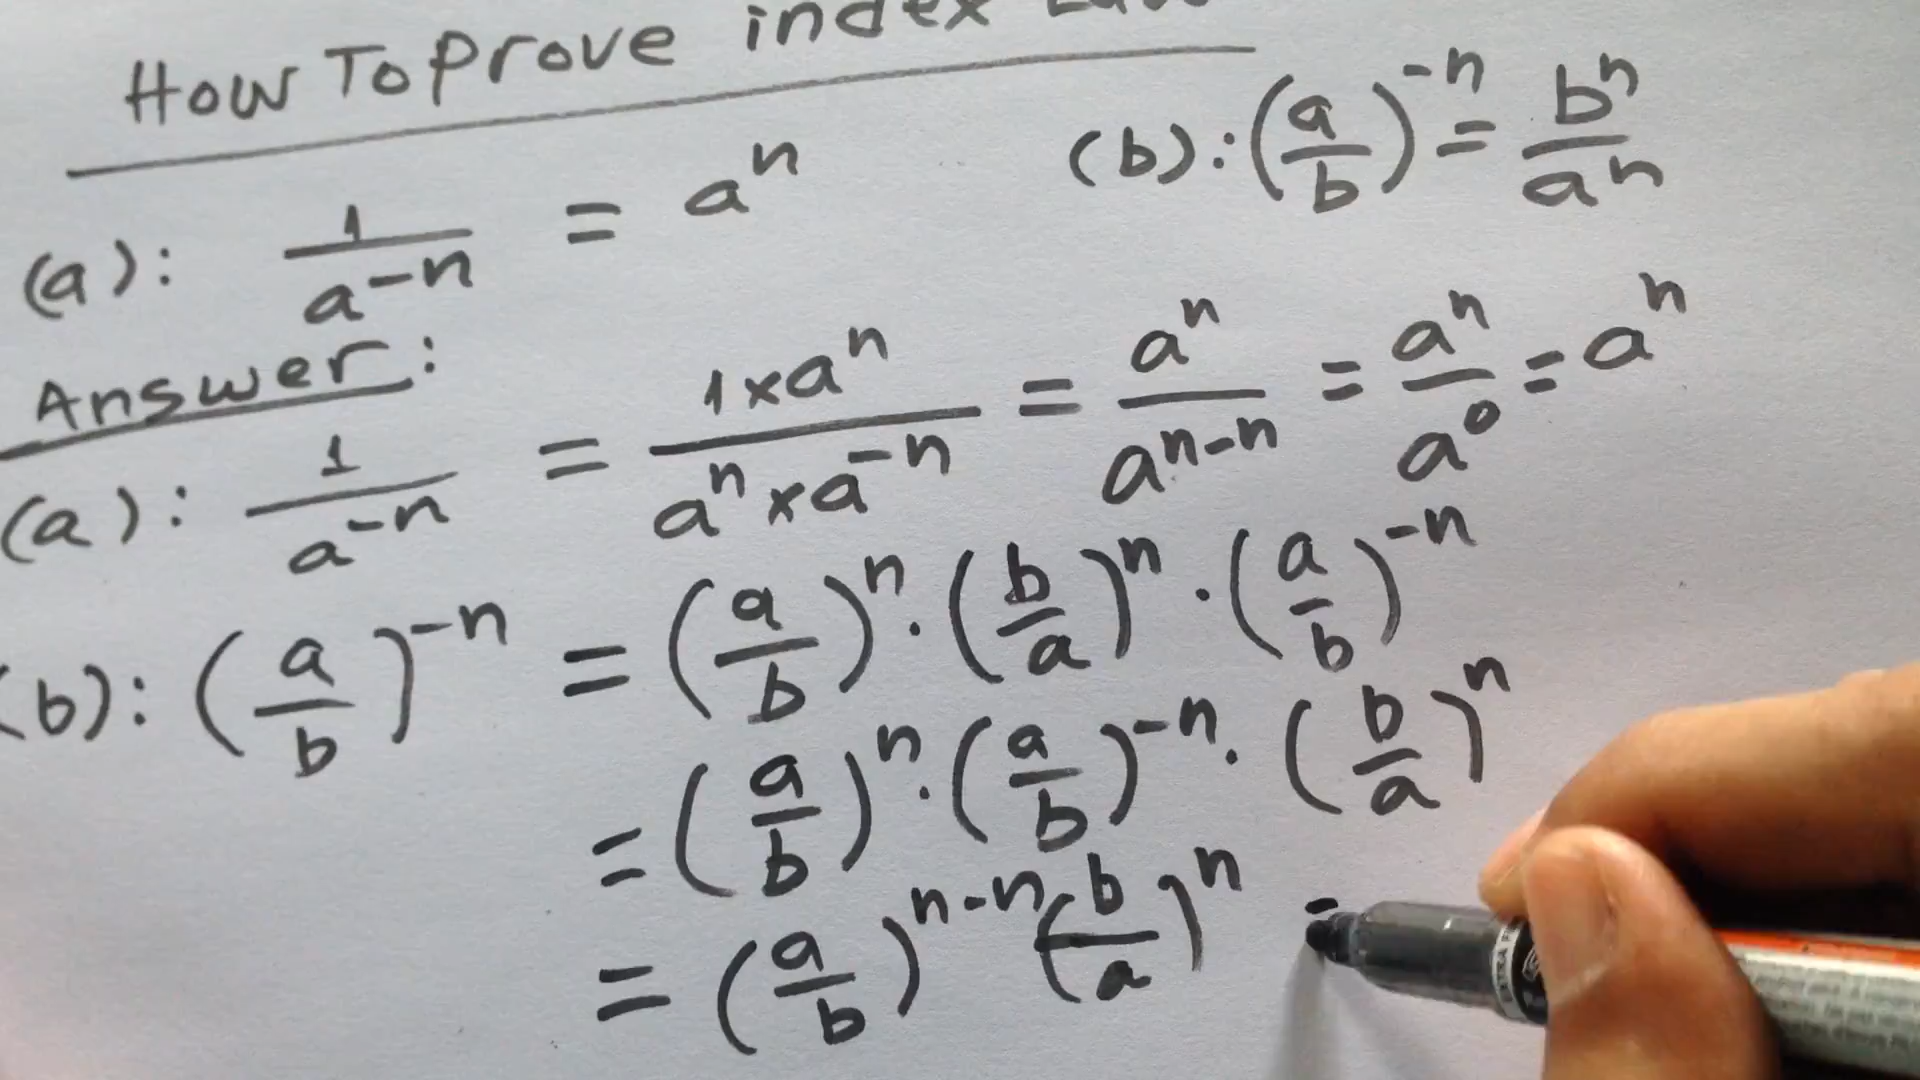 How To Prove index
(a): 1/a^-n = a^n (b): (a/b)^-n = b^n/a^n
Answer:
(a): 1/a^-n = 1×a^n/a^n×a^-n = a^n/a^n-n = a^n/a^0 = a^n
(b): (a/b)^-n = (a/b)^n · (b/a)^n · (a/b)^-n
= (a/b)^n · (a/b)^-n · (b/a)^n
= (a/b)^n-n · (b/a)^n -